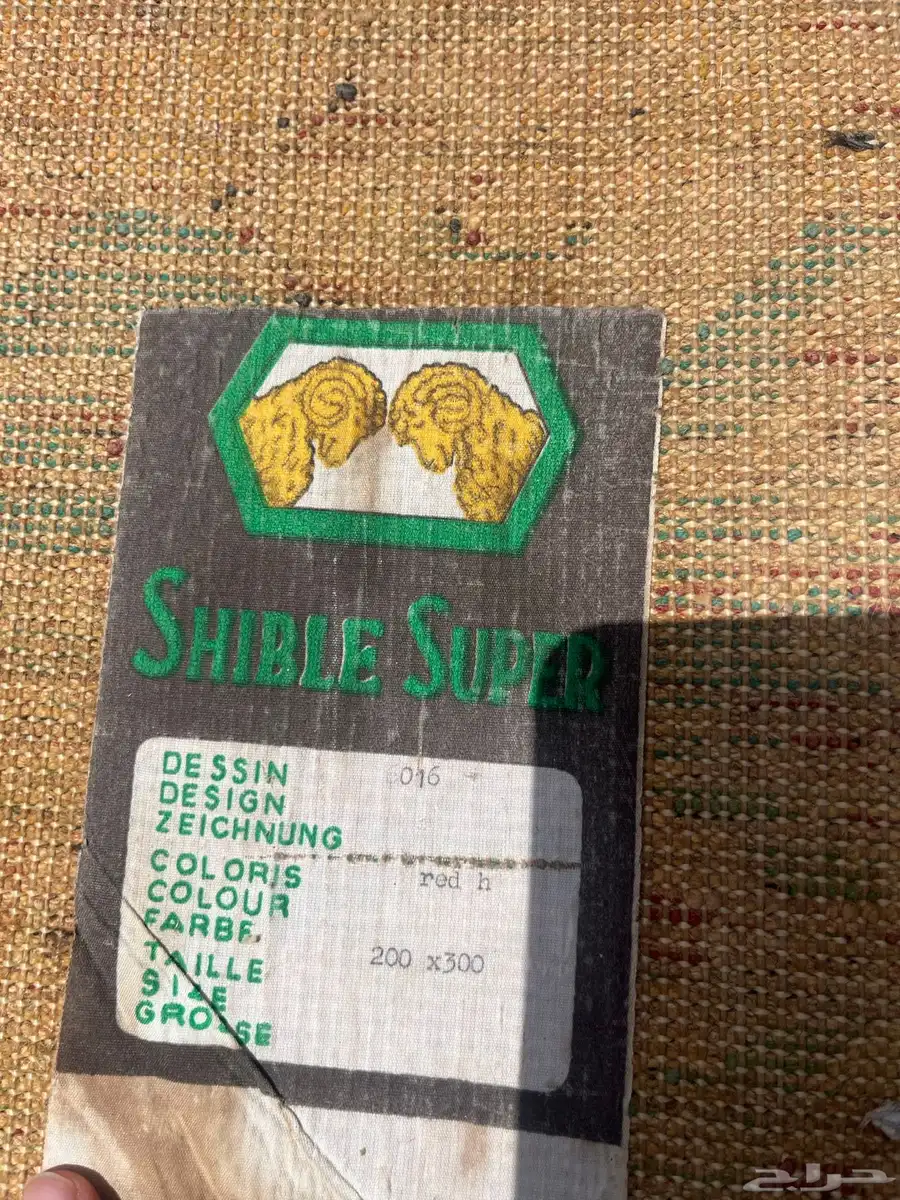 SHIBLE SUPER
DESSIN 016
DESIGN
ZEICHNUNG
COLORIS
COLOUR red h
FARBE
TAILLE 200 x300
SIZE
GROSSE
حراج